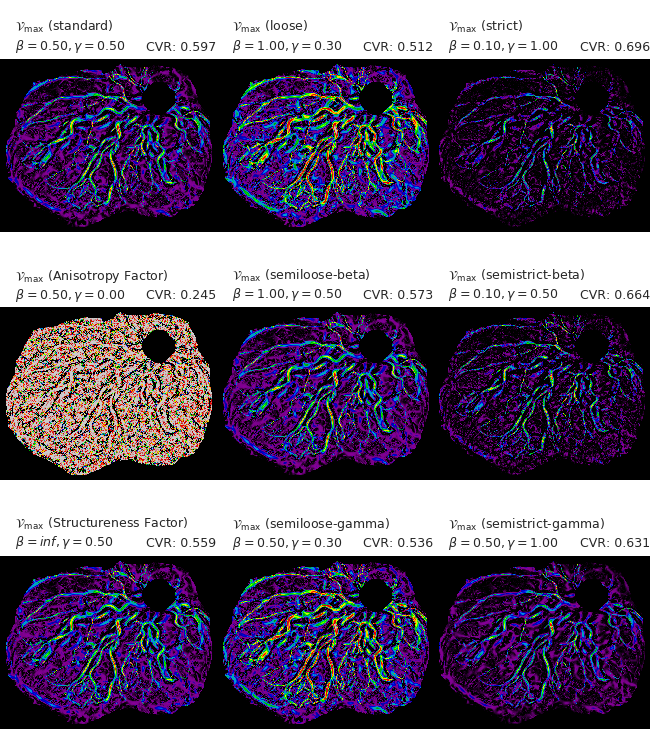 𝒱max (standard) 𝒱max (loose) 𝒱max (strict)
β = 0.50, γ = 0.50 CVR: 0.597 β = 1.00, γ = 0.30 CVR: 0.512 β = 0.10, γ = 1.00 CVR: 0.696
𝒱max (Anisotropy Factor) 𝒱max (semiloose-beta) 𝒱max (semistrict-beta)
β = 0.50, γ = 0.00 CVR: 0.245 β = 1.00, γ = 0.50 CVR: 0.573 β = 0.10, γ = 0.50 CVR: 0.664
𝒱max (Structureness Factor) 𝒱max (semiloose-gamma) 𝒱max (semistrict-gamma)
β = inf, γ = 0.50 CVR: 0.559 β = 0.50, γ = 0.30 CVR: 0.536 β = 0.50, γ = 1.00 CVR: 0.631